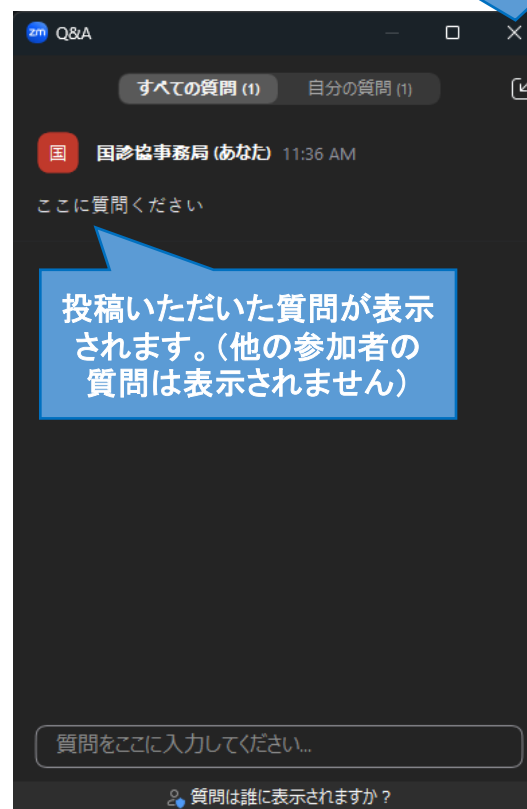 zm Q&A
すべての質問 (1) 自分の質問 (1)
国 国診協事務局 (あなた) 11:36 AM
ここに質問ください
投稿いただいた質問が表示
されます。（他の参加者の
質問は表示されません）
質問をここに入力してください...
質問は誰に表示されますか？